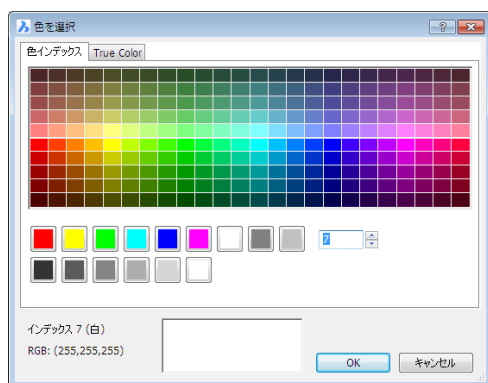 色を選択
色インデックス True Color
7
インデックス 7 (白)
RGB: (255,255,255)
OK キャンセル